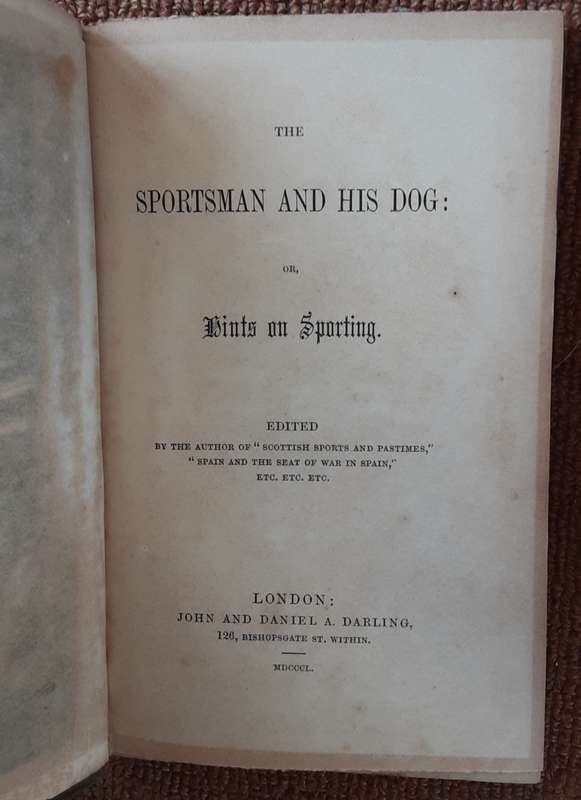 THE
SPORTSMAN AND HIS DOG:
OR,
Hints on Sporting.
EDITED
BY THE AUTHOR OF "SCOTTISH SPORTS AND PASTIMES,"
"SPAIN AND THE SEAT OF WAR IN SPAIN,"
ETC. ETC. ETC.
LONDON:
JOHN AND DANIEL A. DARLING,
126, BISHOPSGATE ST. WITHIN.
MDCCCL.